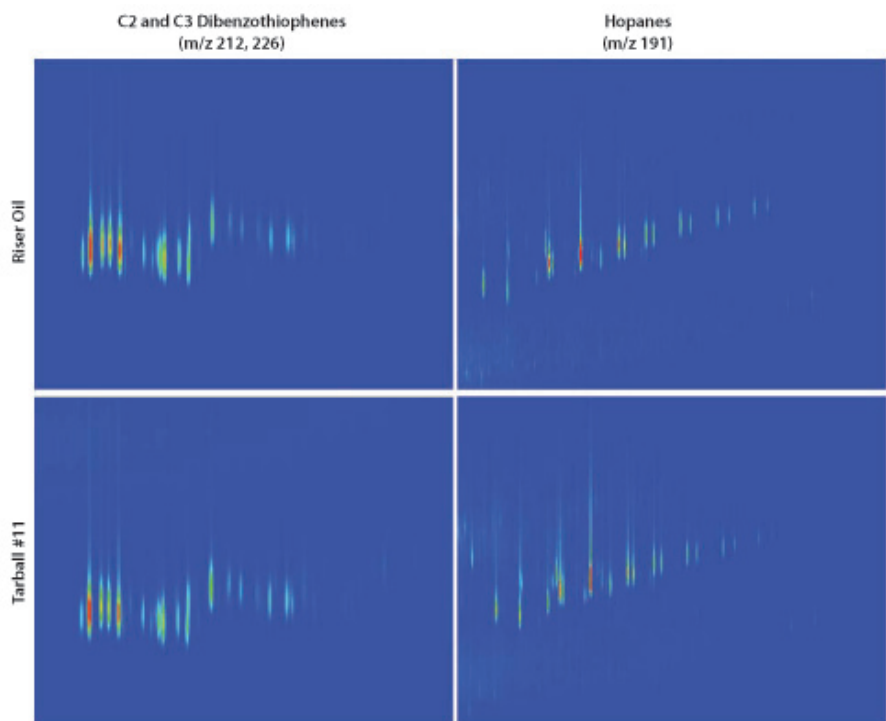 C2 and C3 Dibenzothiophenes
(m/z 212, 226)
Hopanes
(m/z 191)
Riser Oil
Tarball #11